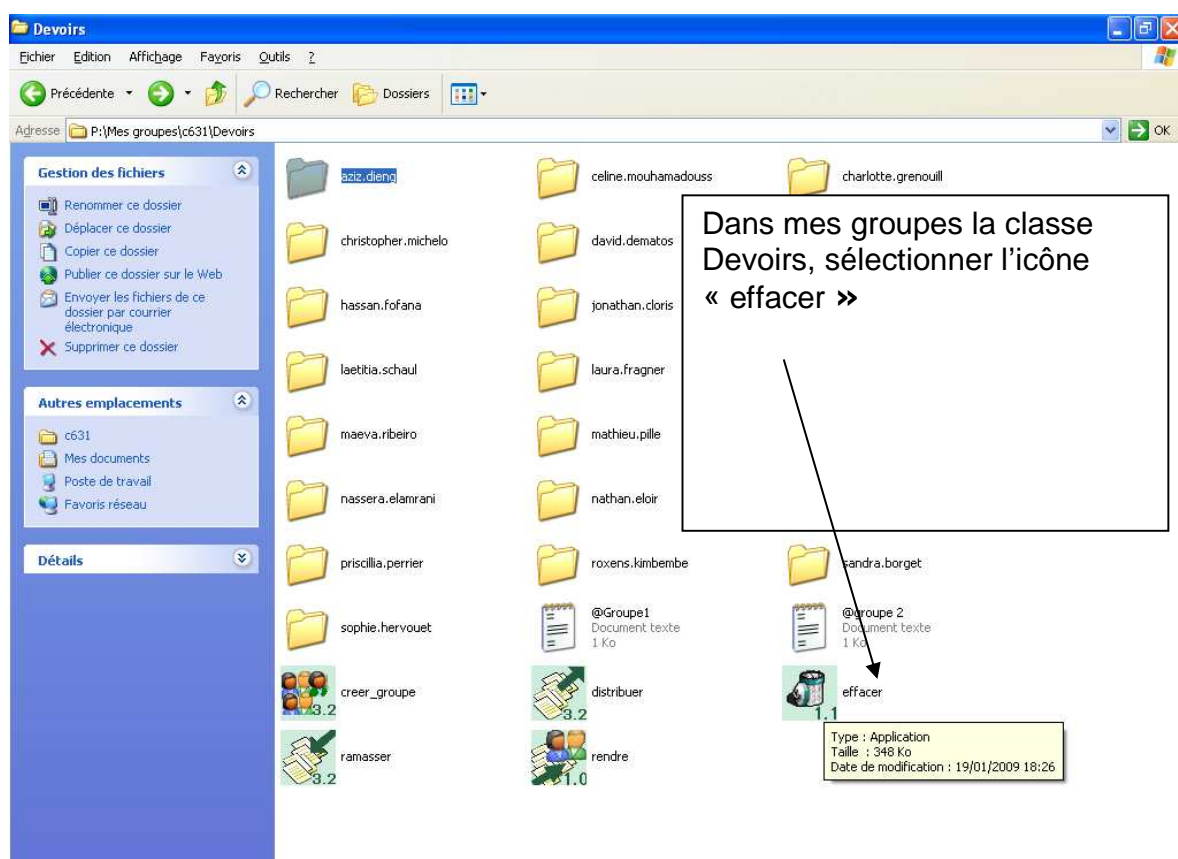 Devoirs
Fichier Edition Affichage Favoris Outils ?
Précédente Rechercher Dossiers
Adresse P:\Mes groupes\c631\Devoirs OK
Gestion des fichiers
Renommer ce dossier
Déplacer ce dossier
Copier ce dossier
Publier ce dossier sur le Web
Envoyer les fichiers de ce
dossier par courrier
électronique
Supprimer ce dossier
Autres emplacements
c631
Mes documents
Poste de travail
Favoris réseau
Détails
aziz.dieng
celine.mouhamadouss
charlotte.grenouill
christopher.michelo
david.dematos
hassan.fofana
jonathan.cloris
laetitia.schaul
laura.fragner
maeva.ribeiro
mathieu.pille
nassera.elamrani
nathan.eloir
priscillia.perrier
roxens.kimbembe
sandra.borget
sophie.hervouet
@Groupe1
Document texte
1 Ko
@groupe 2
Document texte
1 Ko
creer_groupe
3.2
distribuer
3.2
effacer
1.1
ramasser
3.2
rendre
1.0
Type : Application
Taille : 348 Ko
Date de modification : 19/01/2009 18:26
Dans mes groupes la classe
Devoirs, sélectionner l’icône
« effacer »